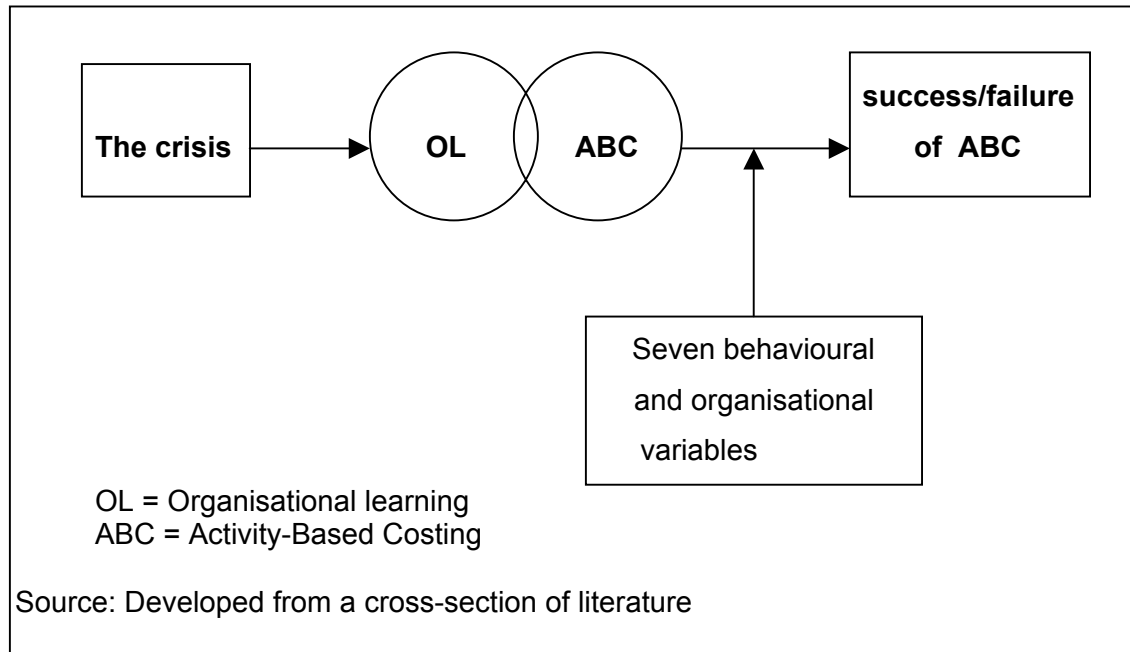 The crisis
OL
ABC
success/failure
of ABC
Seven behavioural
and organisational
variables
OL = Organisational learning
ABC = Activity-Based Costing
Source: Developed from a cross-section of literature